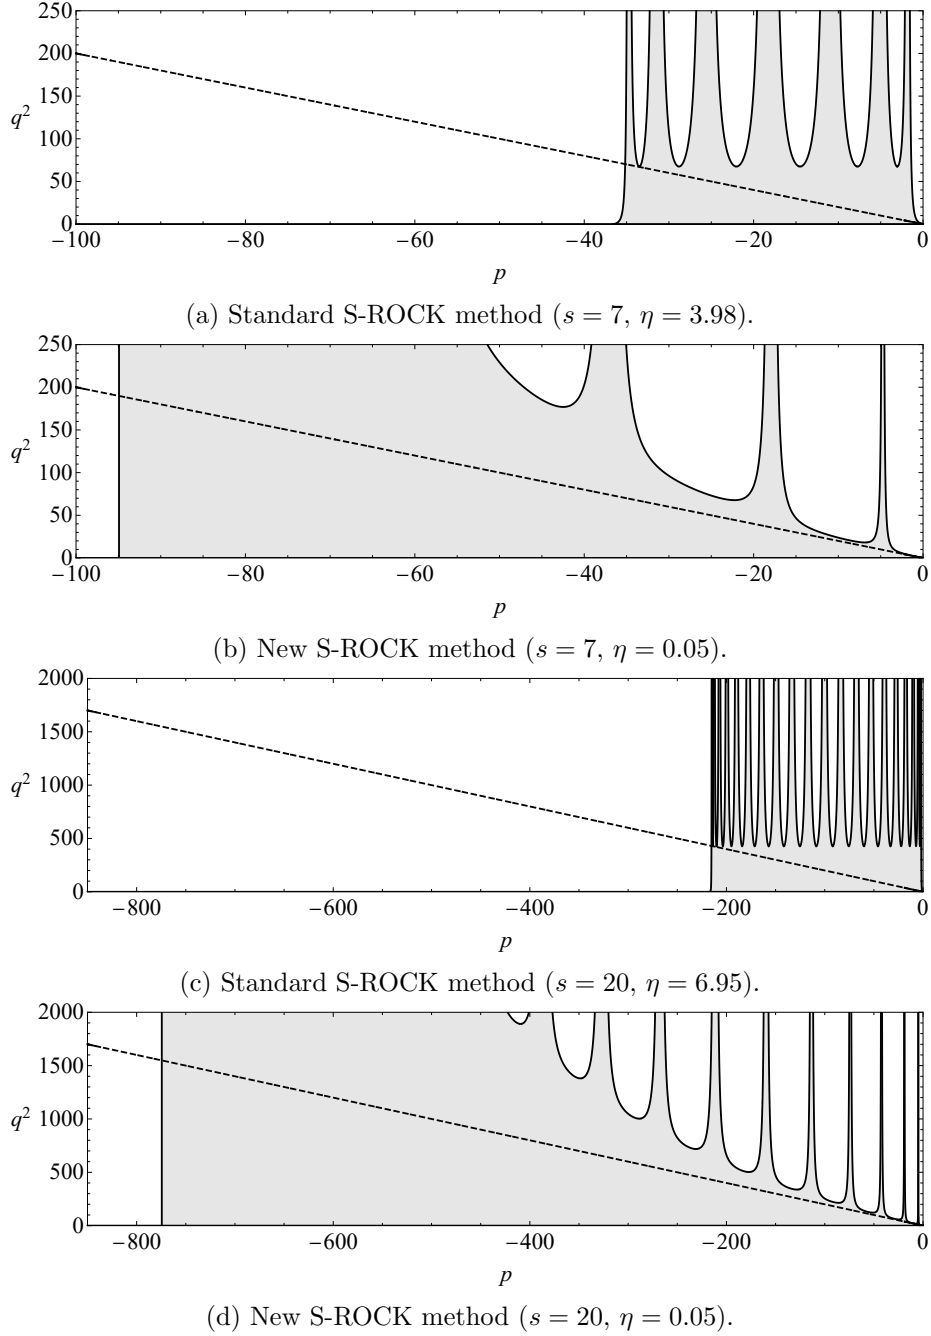 250
200
150
q²
100
50
0
−100 −80 −60 −40 −20 0
p
(a) Standard S-ROCK method (s = 7, η = 3.98).
250
200
150
q²
100
50
0
−100 −80 −60 −40 −20 0
p
(b) New S-ROCK method (s = 7, η = 0.05).
2000
1500
q² 1000
500
0
−800 −600 −400 −200 0
p
(c) Standard S-ROCK method (s = 20, η = 6.95).
2000
1500
q² 1000
500
0
−800 −600 −400 −200 0
p
(d) New S-ROCK method (s = 20, η = 0.05).